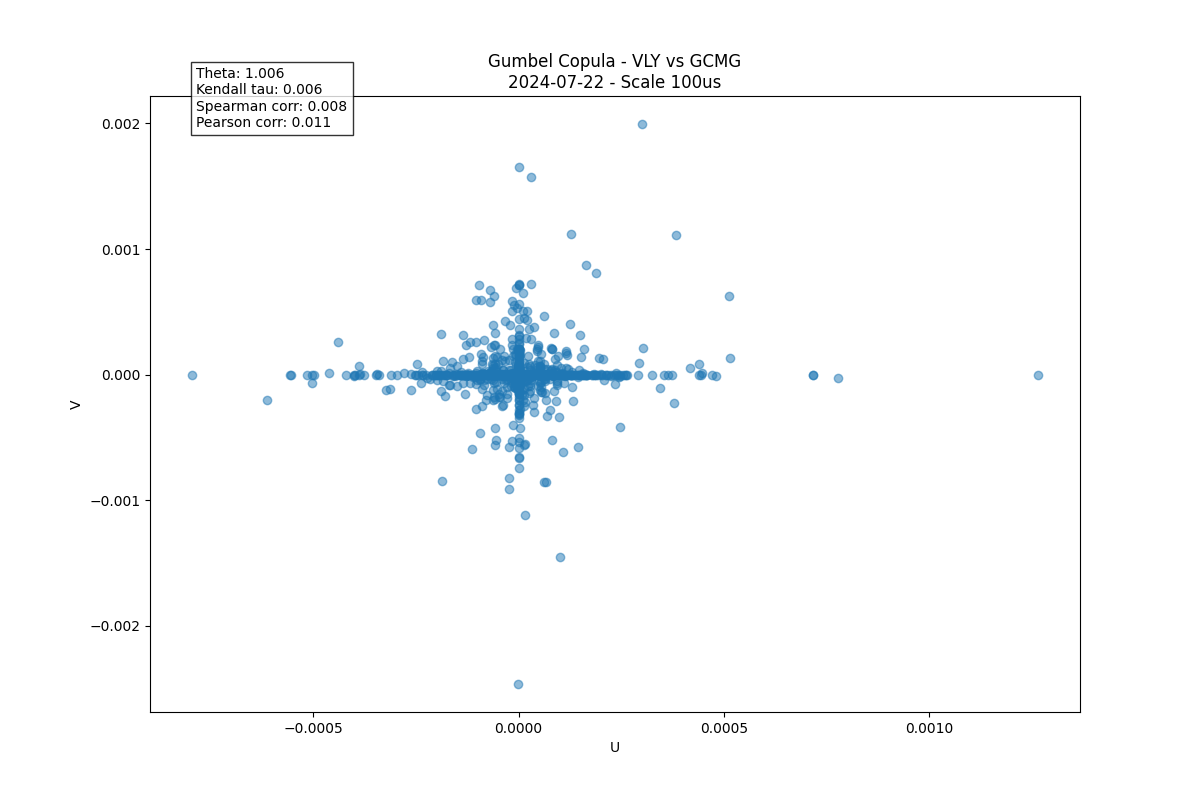 Gumbel Copula - VLY vs GCMG
2024-07-22 - Scale 100us
Theta: 1.006
Kendall tau: 0.006
Spearman corr: 0.008
Pearson corr: 0.011
0.002
0.001
0.000
−0.001
−0.002
V
−0.0005
0.0000
0.0005
0.0010
U